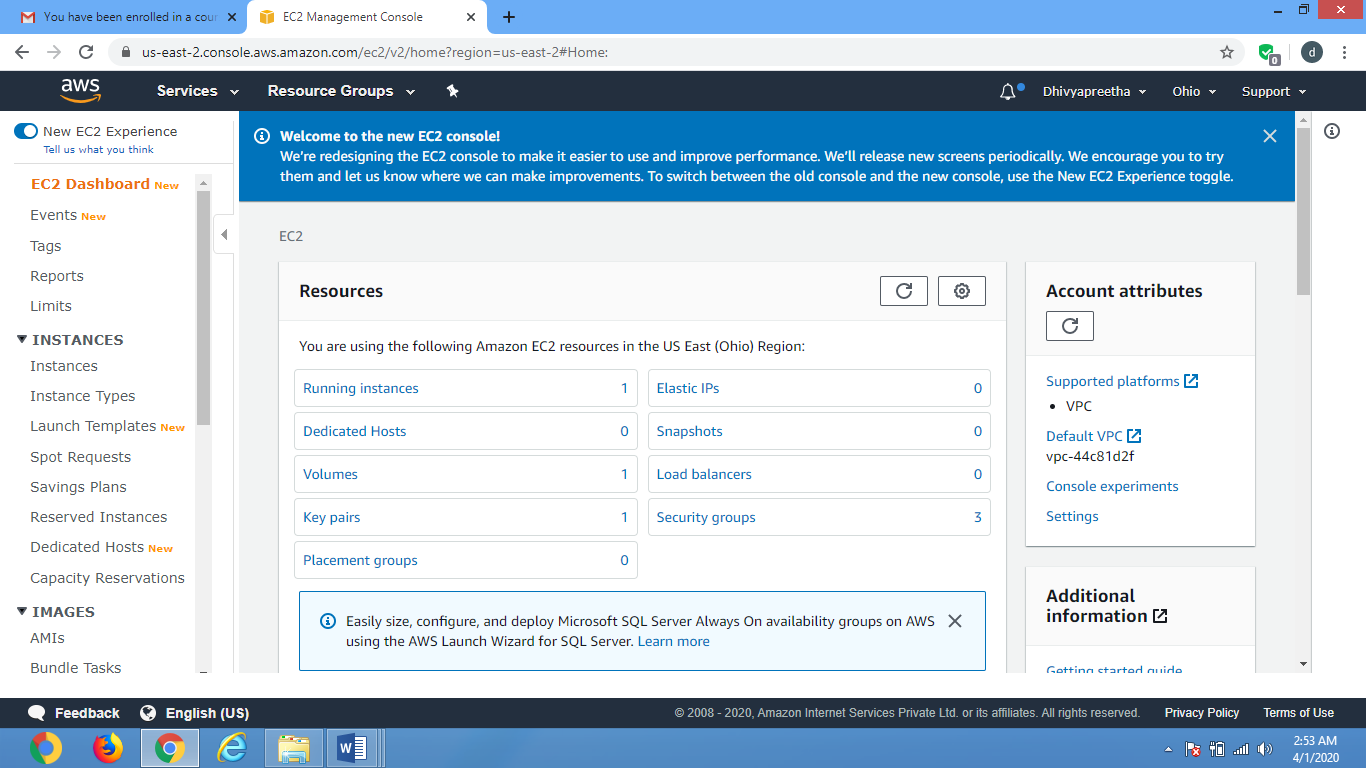 You have been enrolled in a cour
EC2 Management Console
us-east-2.console.aws.amazon.com/ec2/v2/home?region=us-east-2#Home:
0
d
aws
Services
Resource Groups
Dhivyapreetha
Ohio
Support
New EC2 Experience
Tell us what you think
EC2 Dashboard New
Events New
Tags
Reports
Limits
INSTANCES
Instances
Instance Types
Launch Templates New
Spot Requests
Savings Plans
Reserved Instances
Dedicated Hosts New
Capacity Reservations
IMAGES
AMIs
Bundle Tasks
Welcome to the new EC2 console!
We're redesigning the EC2 console to make it easier to use and improve performance. We'll release new screens periodically. We encourage you to try
them and let us know where we can make improvements. To switch between the old console and the new console, use the New EC2 Experience toggle.
EC2
Resources
You are using the following Amazon EC2 resources in the US East (Ohio) Region:
Running instances 1
Elastic IPs 0
Dedicated Hosts 0
Snapshots 0
Volumes 1
Load balancers 0
Key pairs 1
Security groups 3
Placement groups 0
Easily size, configure, and deploy Microsoft SQL Server Always On availability groups on AWS
using the AWS Launch Wizard for SQL Server. Learn more
Account attributes
Supported platforms
• VPC
Default VPC
vpc-44c81d2f
Console experiments
Settings
Additional
information
Getting started guide
Feedback
English (US)
© 2008 - 2020, Amazon Internet Services Private Ltd. or its affiliates. All rights reserved.
Privacy Policy
Terms of Use
2:53 AM
4/1/2020